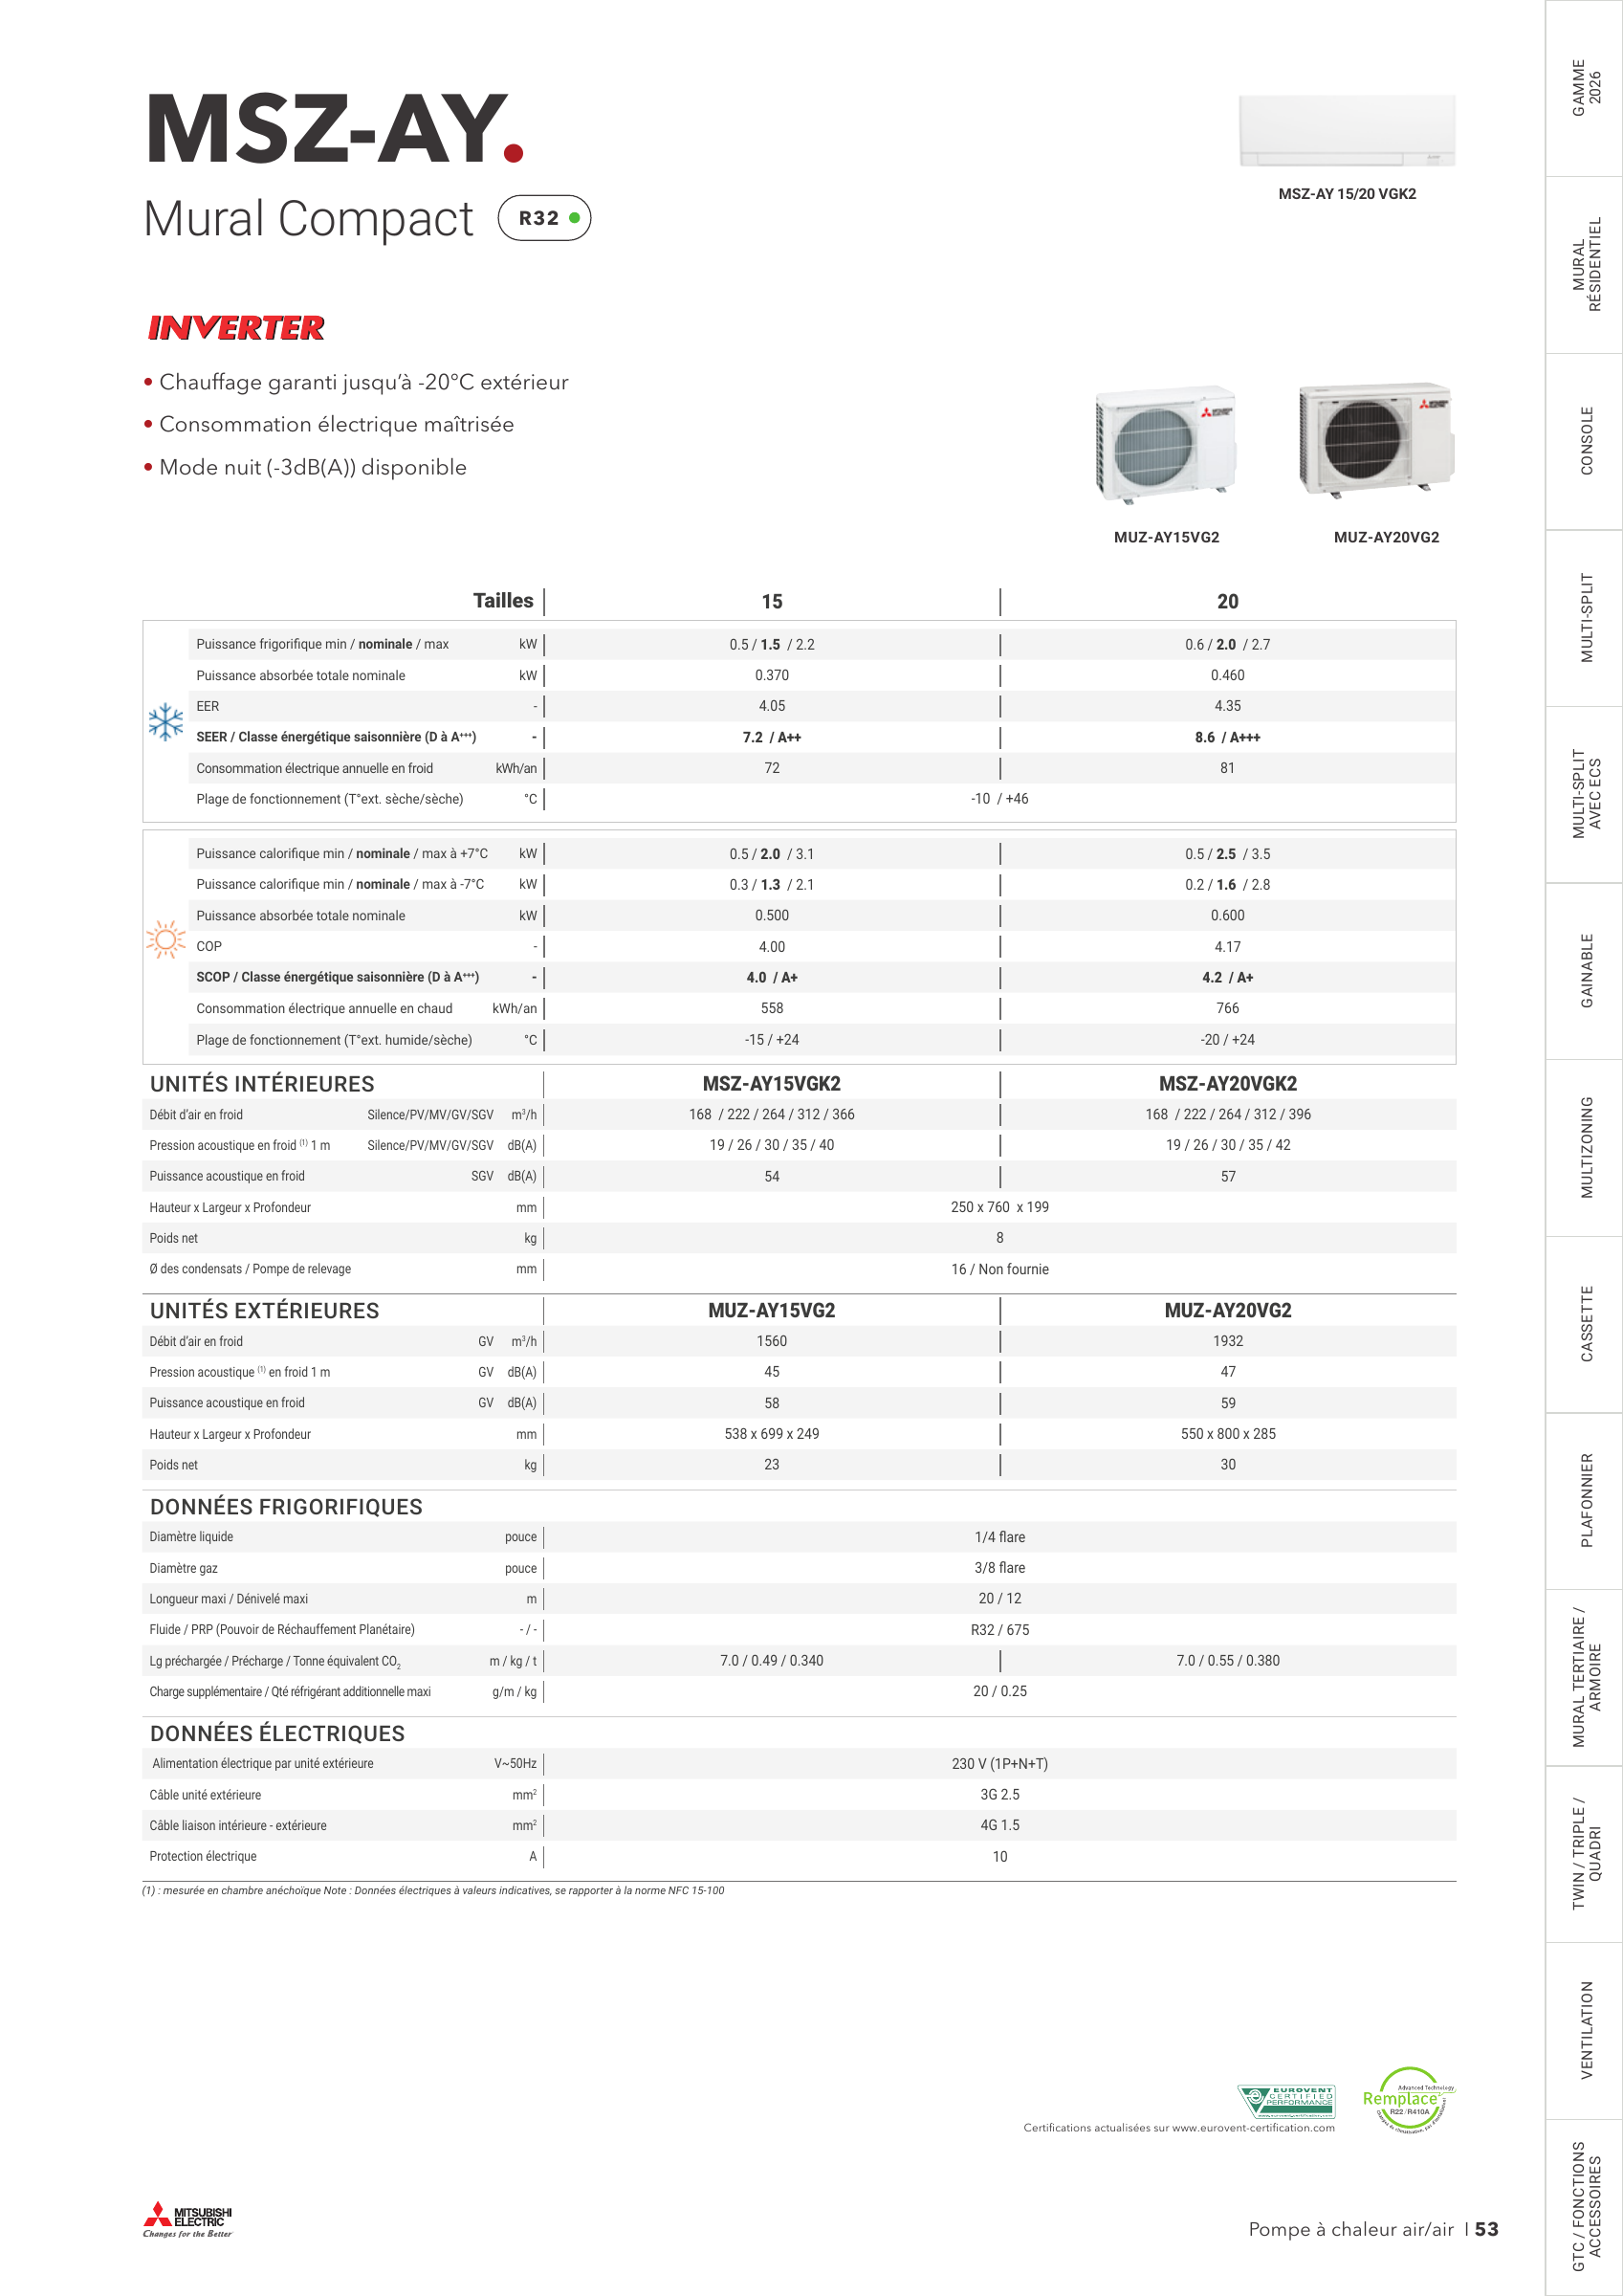 MSZ-AY.
Mural Compact R32
MSZ-AY 15/20 VGK2
INVERTER
• Chauffage garanti jusqu'à -20°C extérieur
• Consommation électrique maîtrisée
• Mode nuit (-3dB(A)) disponible
MUZ-AY15VG2 MUZ-AY20VG2
Tailles 15 20
Puissance frigorifique min / nominale / max kW 0.5 / 1.5 / 2.2 0.6 / 2.0 / 2.7
Puissance absorbée totale nominale kW 0.370 0.460
EER - 4.05 4.35
SEER / Classe énergétique saisonnière (D à A+++) - 7.2 / A++ 8.6 / A+++
Consommation électrique annuelle en froid kWh/an 72 81
Plage de fonctionnement (T°ext. sèche/sèche) °C -10 / +46
Puissance calorifique min / nominale / max à +7°C kW 0.5 / 2.0 / 3.1 0.5 / 2.5 / 3.5
Puissance calorifique min / nominale / max à -7°C kW 0.3 / 1.3 / 2.1 0.2 / 1.6 / 2.8
Puissance absorbée totale nominale kW 0.500 0.600
COP - 4.00 4.17
SCOP / Classe énergétique saisonnière (D à A+++) - 4.0 / A+ 4.2 / A+
Consommation électrique annuelle en chaud kWh/an 558 766
Plage de fonctionnement (T°ext. humide/sèche) °C -15 / +24 -20 / +24
UNITÉS INTÉRIEURES MSZ-AY15VGK2 MSZ-AY20VGK2
Débit d'air en froid Silence/PV/MV/GV/SGV m³/h 168 / 222 / 264 / 312 / 366 168 / 222 / 264 / 312 / 396
Pression acoustique en froid (1) 1 m Silence/PV/MV/GV/SGV dB(A) 19 / 26 / 30 / 35 / 40 19 / 26 / 30 / 35 / 42
Puissance acoustique en froid SGV dB(A) 54 57
Hauteur x Largeur x Profondeur mm 250 x 760 x 199
Poids net kg 8
Ø des condensats / Pompe de relevage mm 16 / Non fournie
UNITÉS EXTÉRIEURES MUZ-AY15VG2 MUZ-AY20VG2
Débit d'air en froid GV m³/h 1560 1932
Pression acoustique (1) en froid 1 m GV dB(A) 45 47
Puissance acoustique en froid GV dB(A) 58 59
Hauteur x Largeur x Profondeur mm 538 x 699 x 249 550 x 800 x 285
Poids net kg 23 30
DONNÉES FRIGORIFIQUES
Diamètre liquide pouce 1/4 flare
Diamètre gaz pouce 3/8 flare
Longueur maxi / Dénivelé maxi m 20 / 12
Fluide / PRP (Pouvoir de Réchauffement Planétaire) - / - R32 / 675
Lg préchargée / Précharge / Tonne équivalent CO₂ m / kg / t 7.0 / 0.49 / 0.340 7.0 / 0.55 / 0.380
Charge supplémentaire / Qté réfrigérant additionnelle maxi g/m / kg 20 / 0.25
DONNÉES ÉLECTRIQUES
Alimentation électrique par unité extérieure V~50Hz 230 V (1P+N+T)
Câble unité extérieure mm² 3G 2.5
Câble liaison intérieure - extérieure mm² 4G 1.5
Protection électrique A 10
(1) : mesurée en chambre anéchoïque Note : Données électriques à valeurs indicatives, se rapporter à la norme NFC 15-100
EUROVENT
CERTIFIED
PERFORMANCE
Certifications actualisées sur www.eurovent-certification.com
Advanced Technology
Remplace
R22/R410A
MITSUBISHI
ELECTRIC
Changes for the Better
Pompe à chaleur air/air I 53
GAMME
2026
MURAL
RÉSIDENTIEL
CONSOLE
MULTI-SPLIT
MULTI-SPLIT
AVEC ECS
GAINABLE
MULTIZONING
CASSETTE
PLAFONNIER
MURAL TERTIAIRE /
ARMOIRE
TWIN / TRIPLE /
QUADRI
VENTILATION
GTC / FONCTIONS
ACCESSOIRES